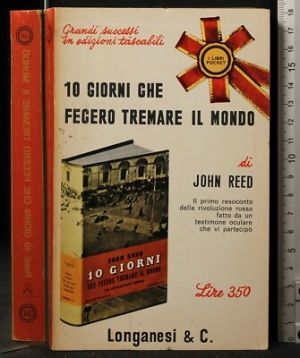 Grandi successi
in edizioni tascabili
I LIBRI
POCKET
10 GIORNI CHE
FECERO TREMARE IL MONDO
di
JOHN REED
Il primo resoconto
della rivoluzione russa
fatto da un
testimone oculare
che vi partecipò
JOHN REED
10 GIORNI
CHE FECERO TREMARE IL MONDO
Lire 350
Longanesi & C.
10 GIORNI CHE FECERO TREMARE IL MONDO